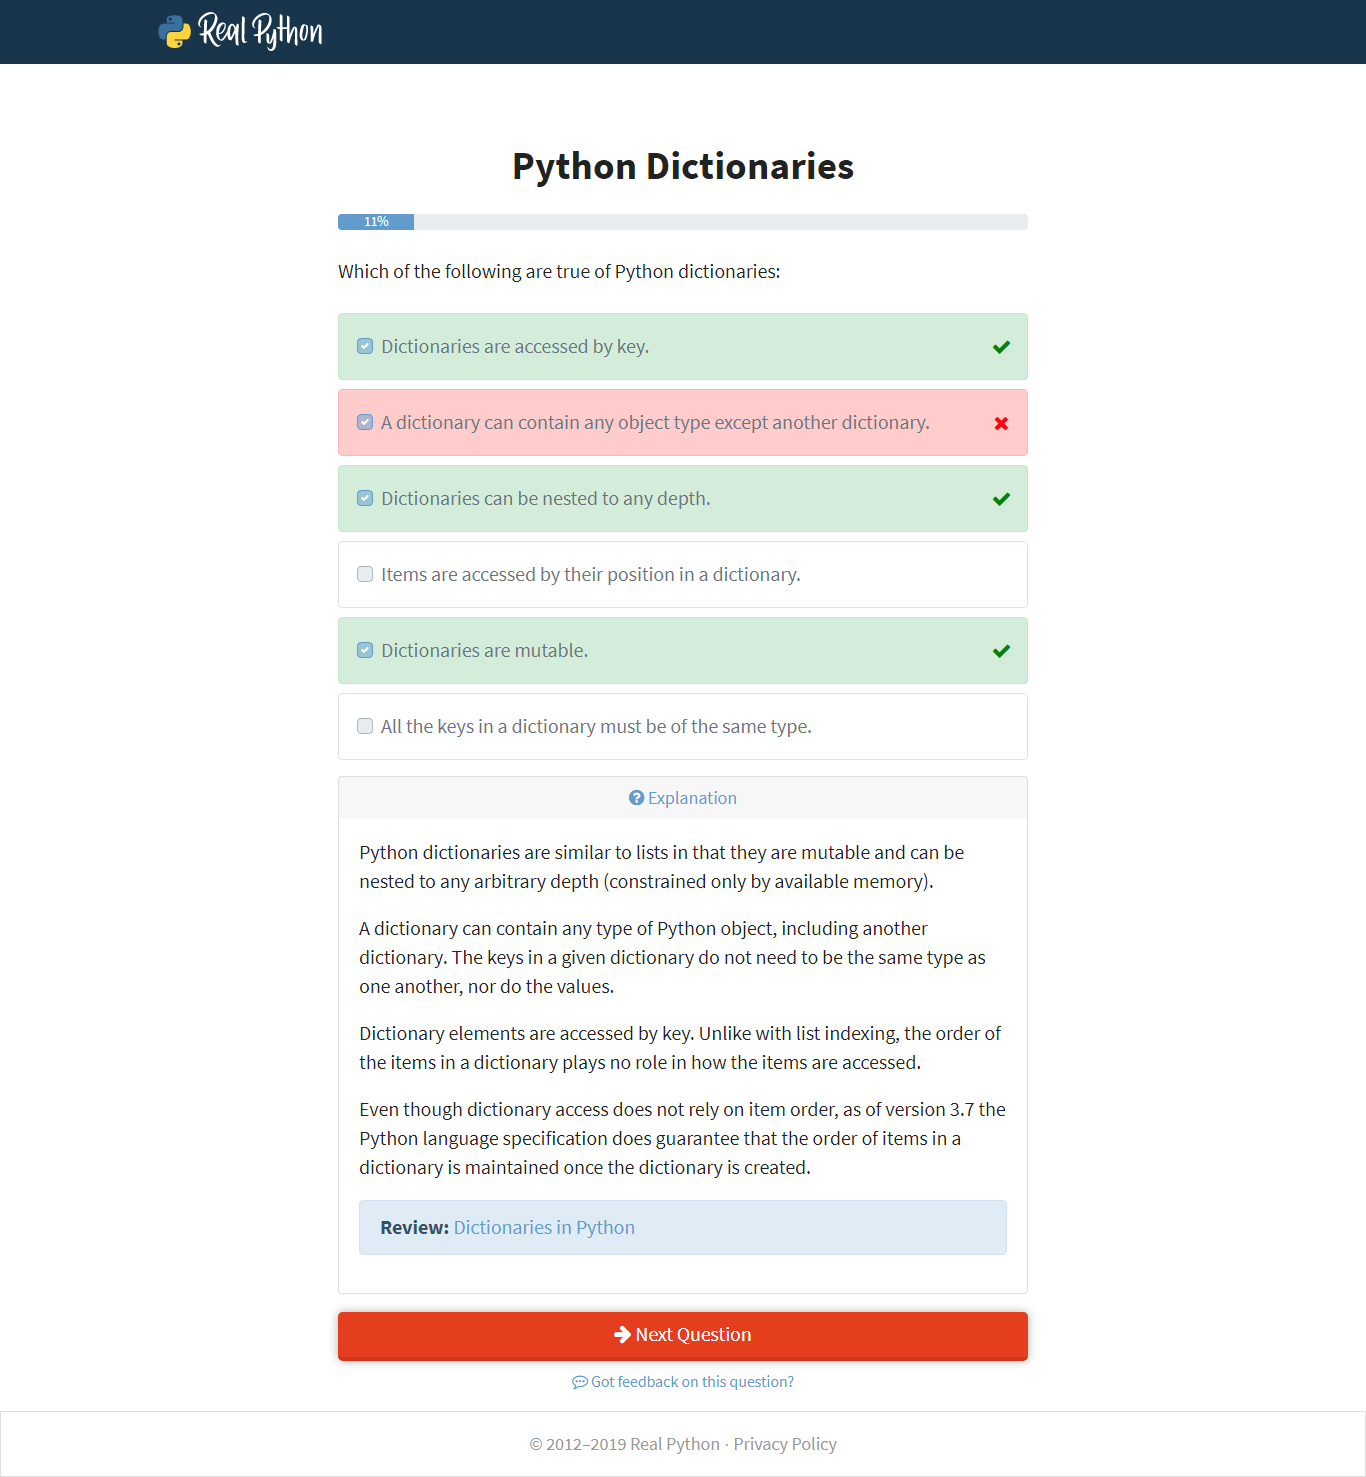 Real Python
Python Dictionaries
11%
Which of the following are true of Python dictionaries:
Dictionaries are accessed by key.
A dictionary can contain any object type except another dictionary.
Dictionaries can be nested to any depth.
Items are accessed by their position in a dictionary.
Dictionaries are mutable.
All the keys in a dictionary must be of the same type.
Explanation
Python dictionaries are similar to lists in that they are mutable and can be
nested to any arbitrary depth (constrained only by available memory).
A dictionary can contain any type of Python object, including another
dictionary. The keys in a given dictionary do not need to be the same type as
one another, nor do the values.
Dictionary elements are accessed by key. Unlike with list indexing, the order of
the items in a dictionary plays no role in how the items are accessed.
Even though dictionary access does not rely on item order, as of version 3.7 the
Python language specification does guarantee that the order of items in a
dictionary is maintained once the dictionary is created.
Review: Dictionaries in Python
Next Question
Got feedback on this question?
© 2012–2019 Real Python · Privacy Policy